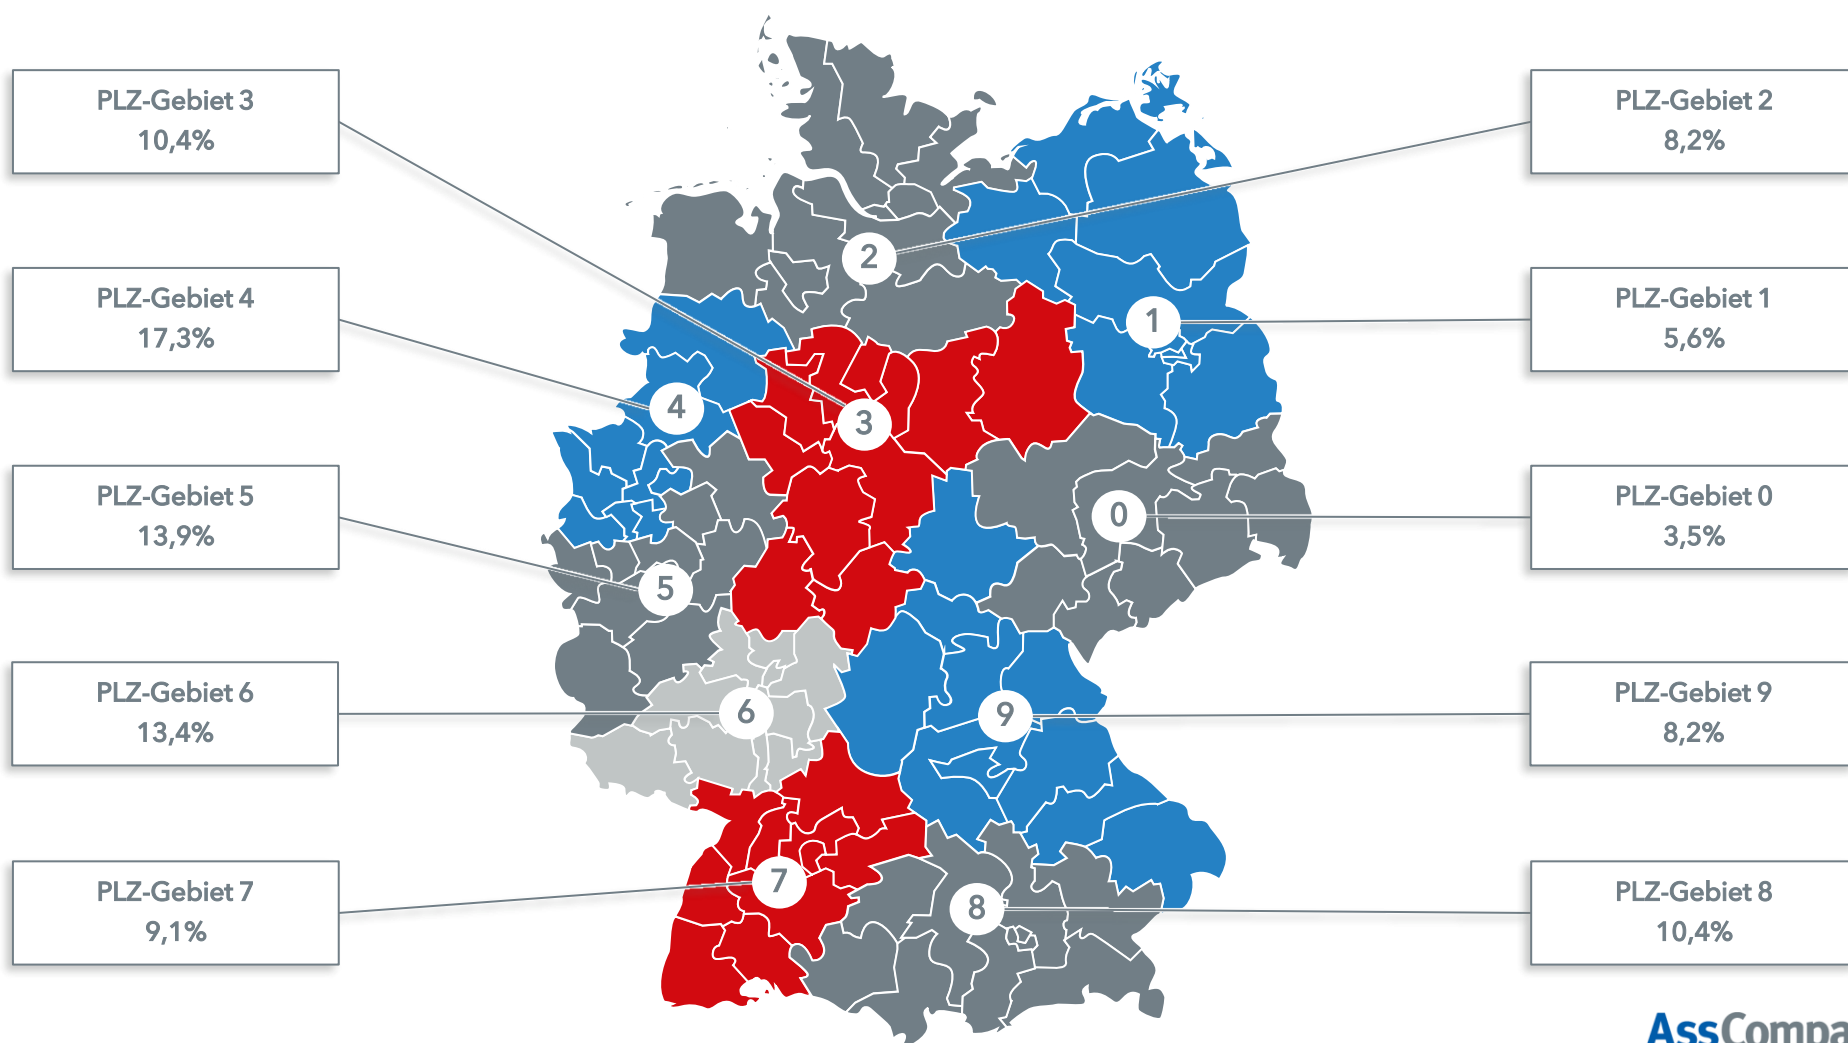 PLZ-Gebiet 3
10,4%
PLZ-Gebiet 4
17,3%
PLZ-Gebiet 5
13,9%
PLZ-Gebiet 6
13,4%
PLZ-Gebiet 7
9,1%
2
1
3
4
0
5
6
9
7
8
PLZ-Gebiet 2
8,2%
PLZ-Gebiet 1
5,6%
PLZ-Gebiet 0
3,5%
PLZ-Gebiet 9
8,2%
PLZ-Gebiet 8
10,4%
AssCompa